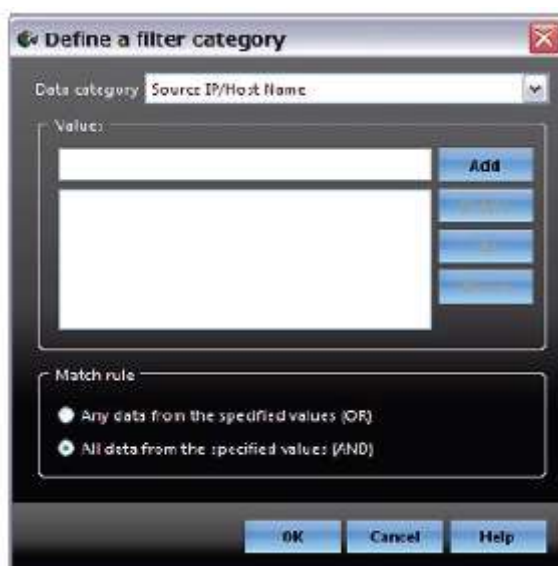 Define a filter category
Data category Source IP/Host Name
Values
Add
Match rule
Any data from the specified values (OR)
All data from the specified values (AND)
OK Cancel Help